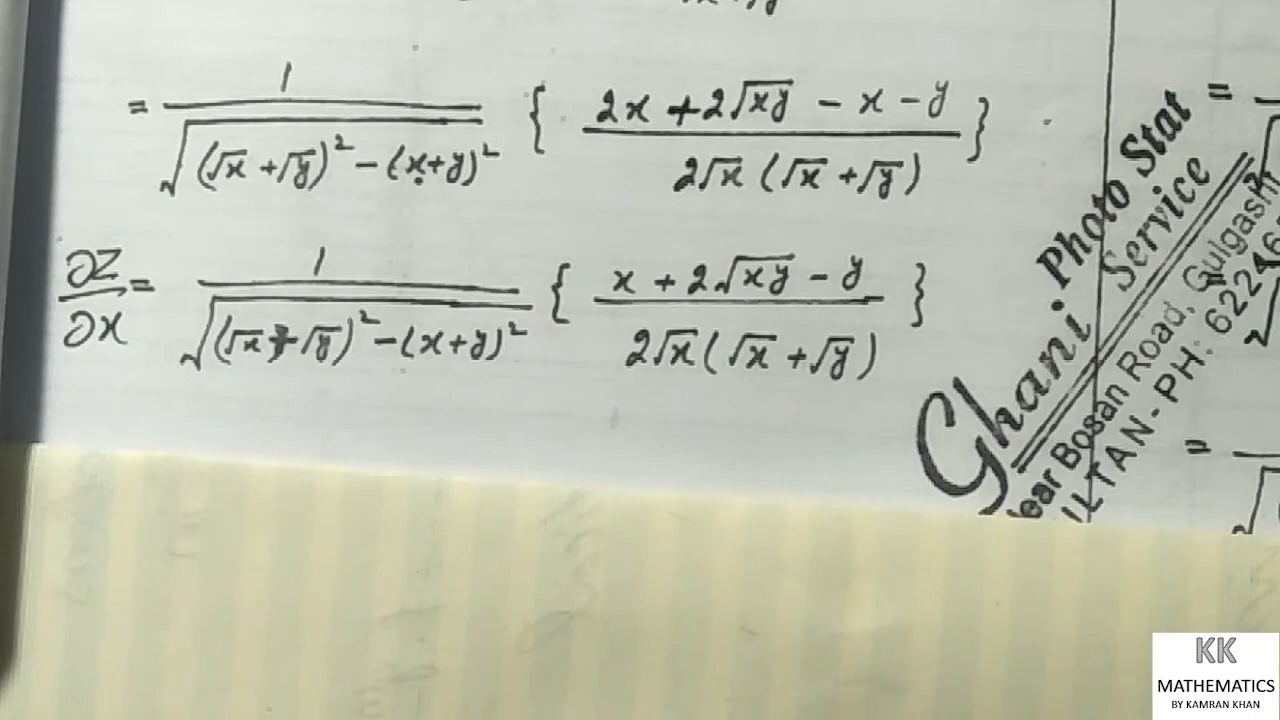 = 1 / √((√x + √y)² - (x+y)²) { (2x + 2√xy - x - y) / (2√x (√x + √y)) }
∂z/∂x = 1 / √((√x + √y)² - (x+y)²) { (x + 2√xy - y) / (2√x (√x + √y)) }
Ghani Photo Stat
Service
Bosan Road, Gulgasht
PH: 6224
=
=
KK
MATHEMATICS
BY KAMRAN KHAN